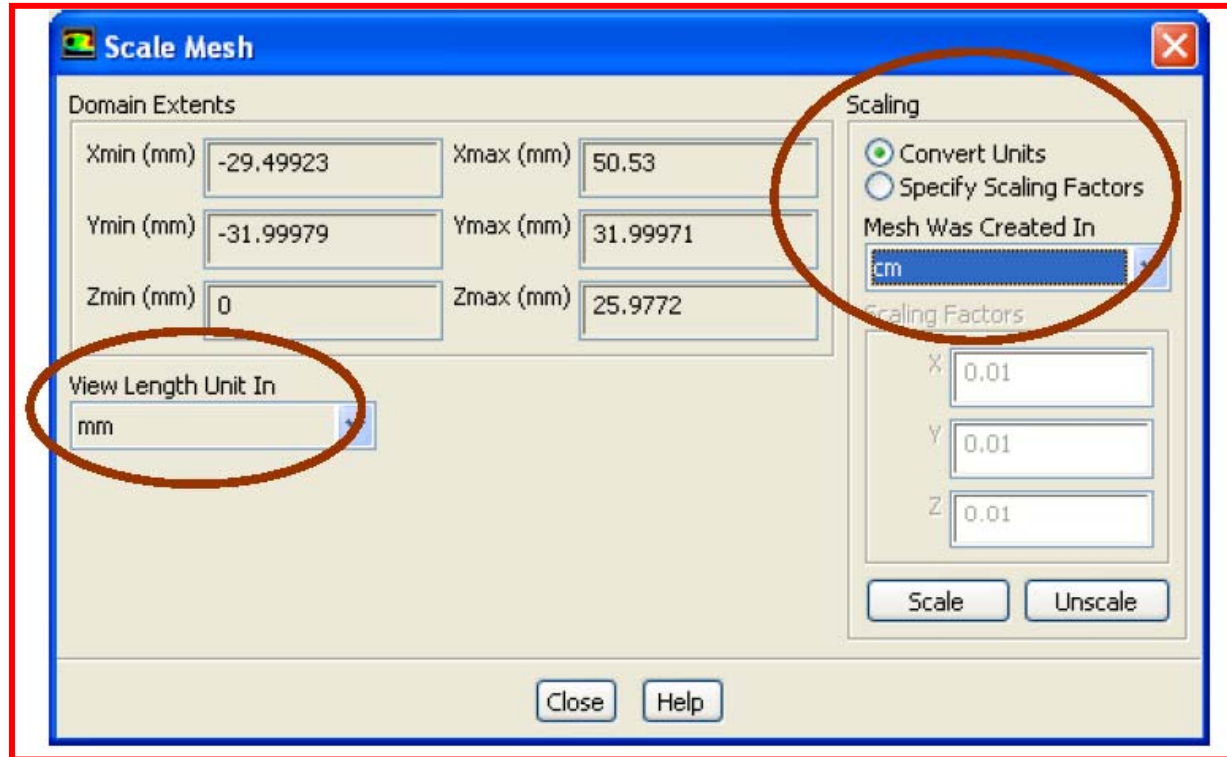 Scale Mesh
Domain Extents
Xmin (mm) -29.49923 Xmax (mm) 50.53
Ymin (mm) -31.99979 Ymax (mm) 31.99971
Zmin (mm) 0 Zmax (mm) 25.9772
View Length Unit In
mm
Scaling
Convert Units
Specify Scaling Factors
Mesh Was Created In
cm
Scaling Factors
X 0.01
Y 0.01
Z 0.01
Scale Unscale
Close Help